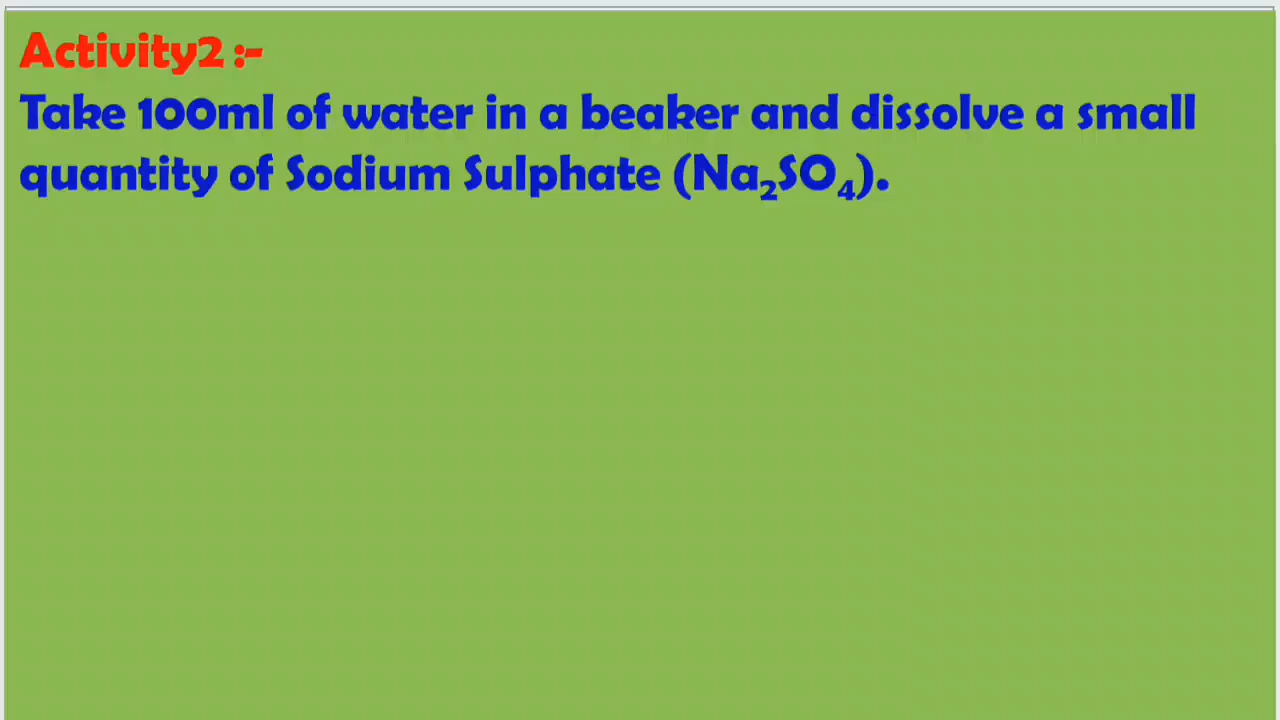 Activity2 :-
Take 100ml of water in a beaker and dissolve a small
quantity of Sodium Sulphate (Na₂SO₄).